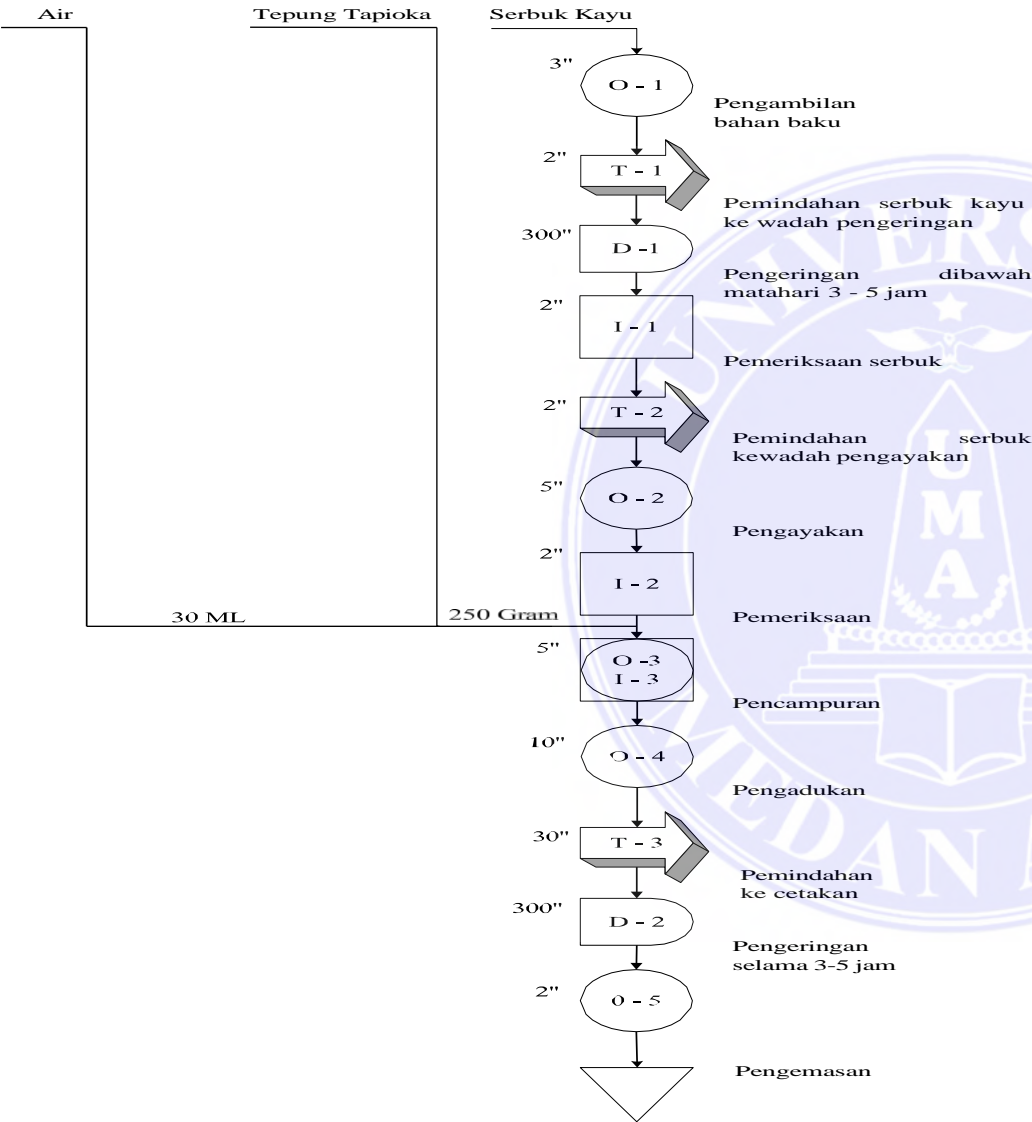 Air
Tepung Tapioka
Serbuk Kayu
3"
O - 1
Pengambilan
bahan baku
2"
T - 1
Pemindahan serbuk kayu
ke wadah pengeringan
300"
D -1
Pengeringan dibawah
matahari 3 - 5 jam
2"
I - 1
Pemeriksaan serbuk
2"
T - 2
Pemindahan serbuk
kewadah pengayakan
5"
O - 2
Pengayakan
2"
I - 2
Pemeriksaan
30 ML
250 Gram
5"
O -3
I - 3
Pencampuran
10"
O - 4
Pengadukan
30"
T - 3
Pemindahan
ke cetakan
300"
D - 2
Pengeringan
selama 3-5 jam
2"
0 - 5
Pengemasan
UNIVERS
UMA
MEDAN